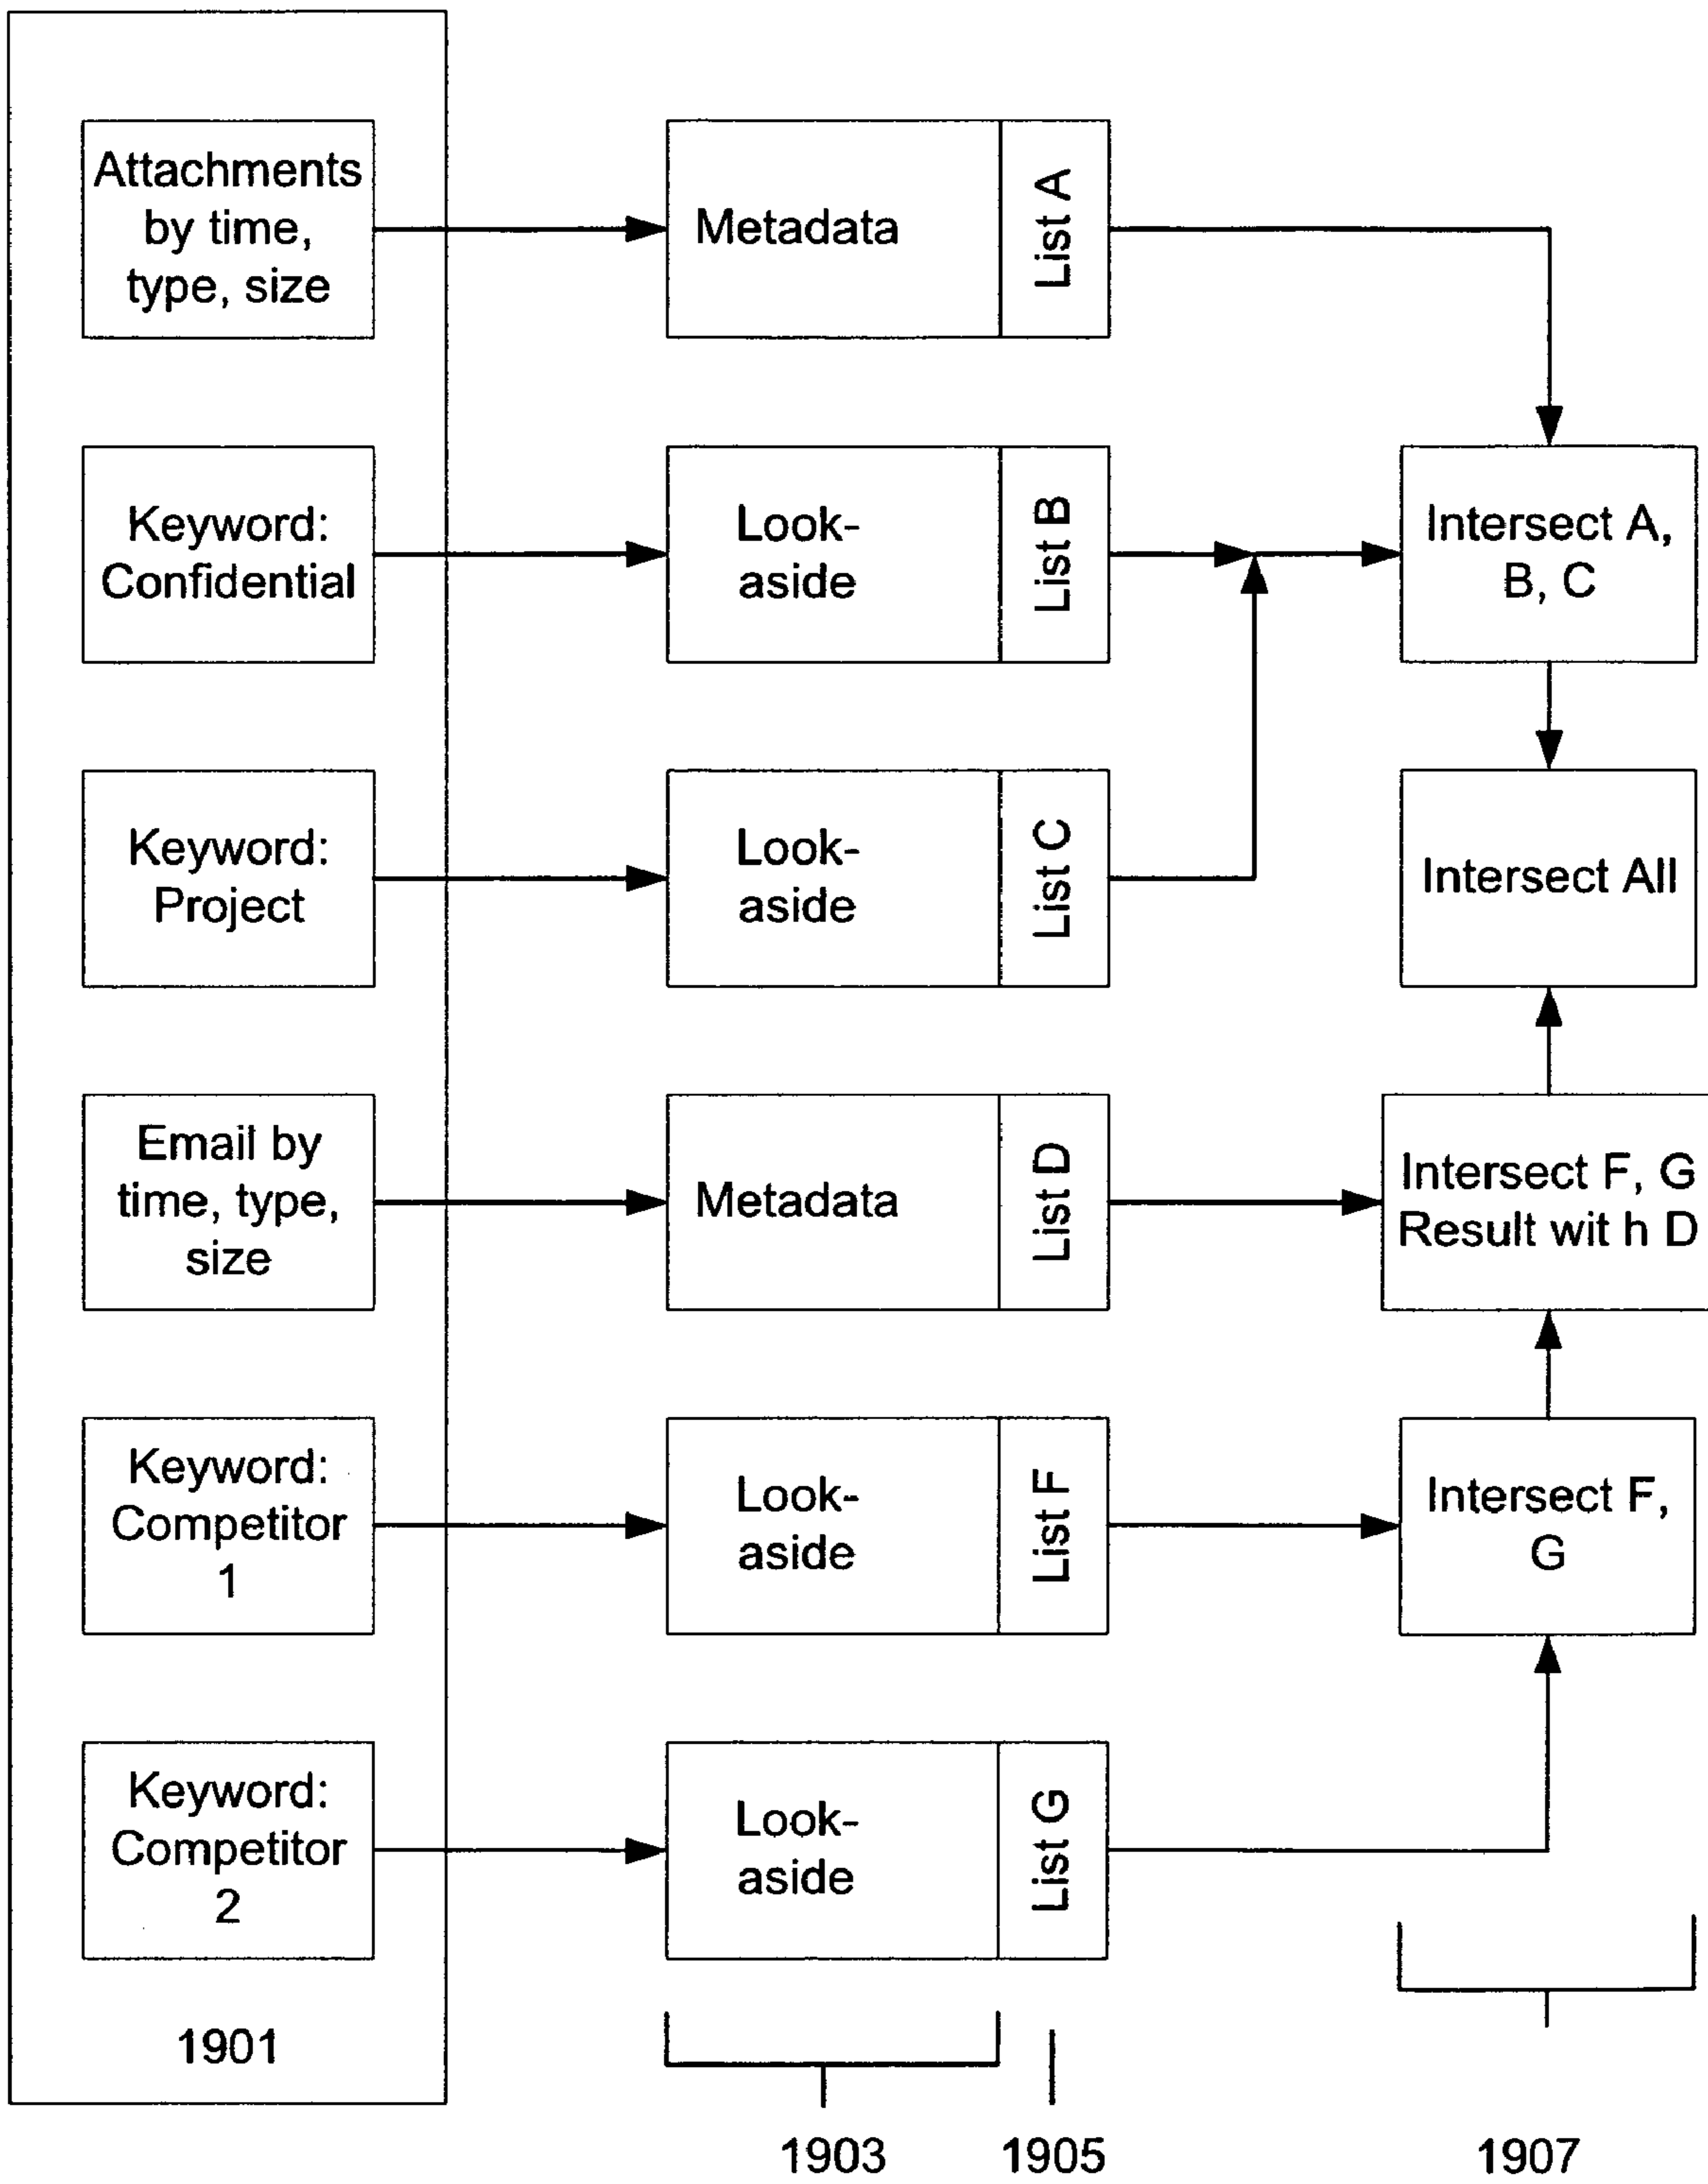 Attachments
by time,
type, size
Metadata
List A
Keyword:
Confidential
Look-
aside
List B
Intersect A,
B, C
Keyword:
Project
Look-
aside
List C
Intersect All
Email by
time, type,
size
Metadata
List D
Intersect F, G
Result wit h D
Keyword:
Competitor
1
Look-
aside
List F
Intersect F,
G
Keyword:
Competitor
2
Look-
aside
List G
1901
1903
1905
1907